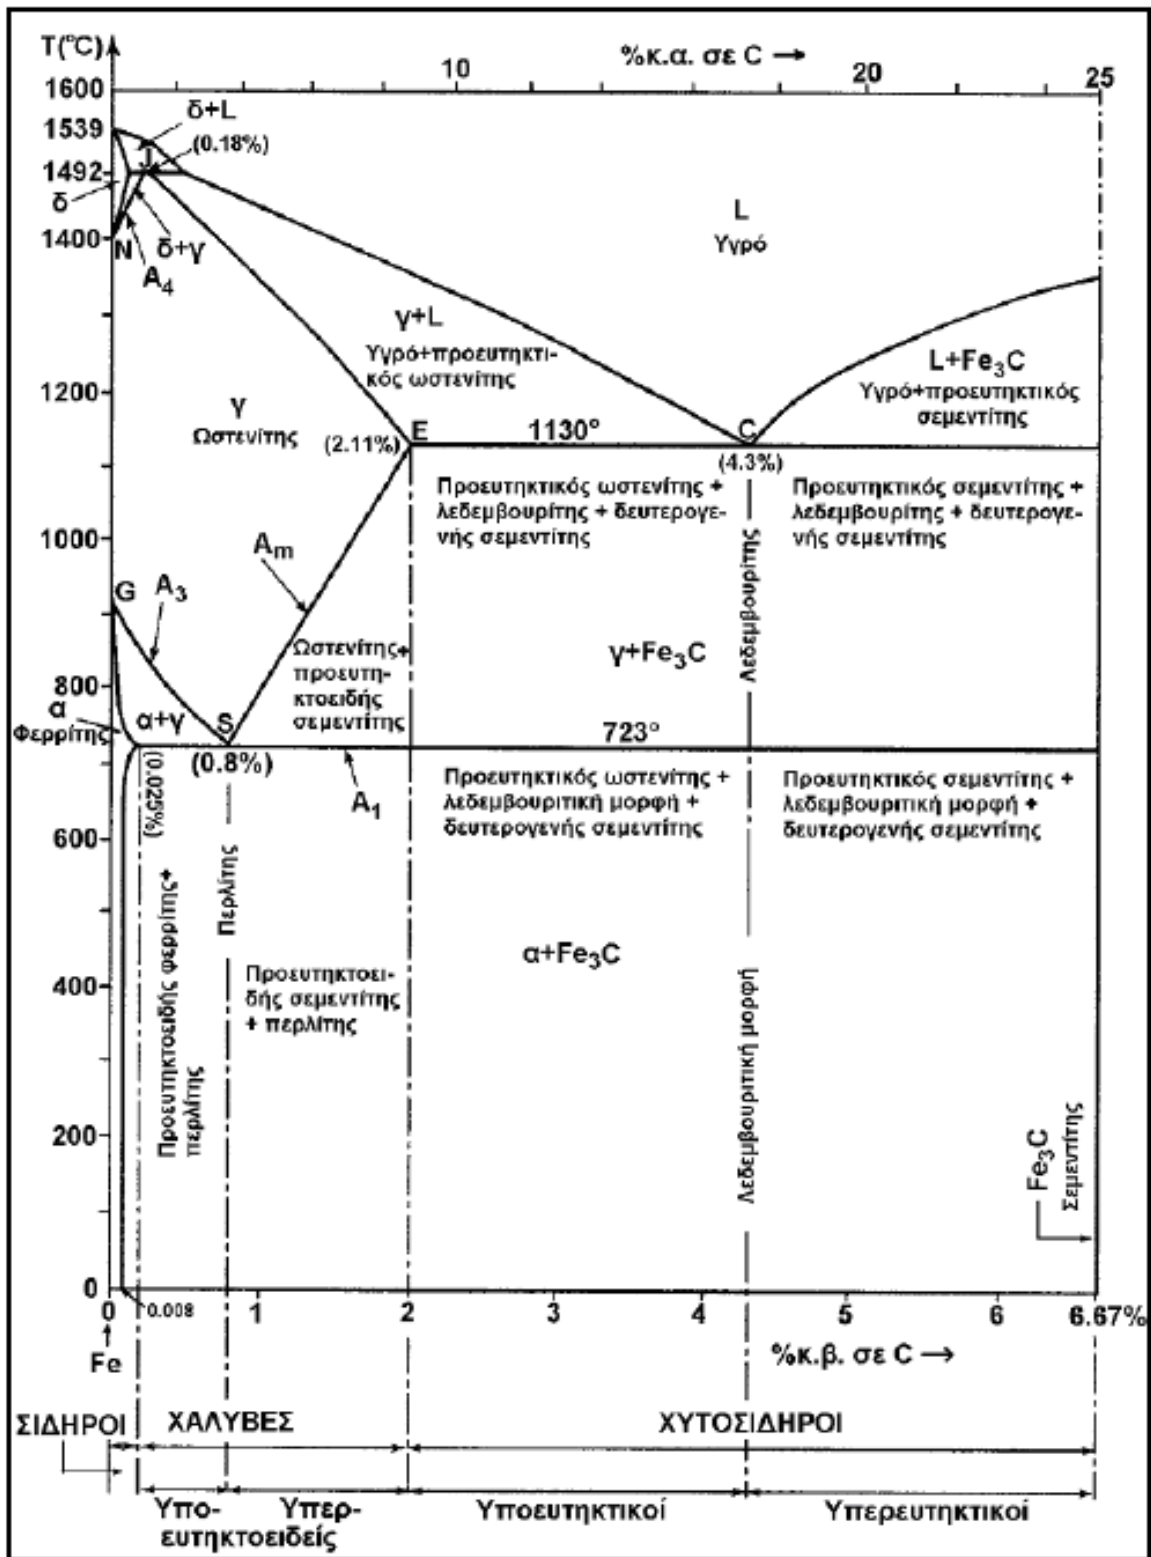 T(°C)
%κ.α. σε C →
10
20
25
1600
1539
1492
1400
1200
1000
800
600
400
200
0
δ+L
J
(0.18%)
δ
N
δ+γ
A4
L
Υγρό
γ+L
Υγρό+προευτηκτι-
κός ωστενίτης
L+Fe3C
Υγρό+προευτηκτικός
σεμεντίτης
γ
Ωστενίτης
(2.11%)
E
1130°
C
(4.3%)
Προευτηκτικός ωστενίτης +
λεδεμβουρίτης + δευτερογε-
νής σεμεντίτης
Προευτηκτικός σεμεντίτης +
λεδεμβουρίτης + δευτερογε-
νής σεμεντίτης
Λεδεμβουρίτης
Am
G
A3
Ωστενίτης+
προευτη-
κτοειδής
σεμεντίτης
γ+Fe3C
α
Φερρίτης
α+γ
S
723°
(0.8%)
(0.025%)
A1
Προευτηκτικός ωστενίτης +
λεδεμβουριτική μορφή +
δευτερογενής σεμεντίτης
Προευτηκτικός σεμεντίτης +
λεδεμβουριτική μορφή +
δευτερογενής σεμεντίτης
Περλίτης
Προευτηκτοειδής φερρίτης+
περλίτης
Προευτηκτοει-
δής σεμεντίτης
+ περλίτης
α+Fe3C
Λεδεμβουριτική μορφή
Fe3C
Σεμεντίτης
0
0.008
1
2
3
4
5
6
6.67%
Fe
%κ.β. σε C →
ΣΙΔΗΡΟΙ
ΧΑΛΥΒΕΣ
ΧΥΤΟΣΙΔΗΡΟΙ
Υπο-
ευτηκτοειδείς
Υπερ-
Υποευτηκτικοί
Υπερευτηκτικοί